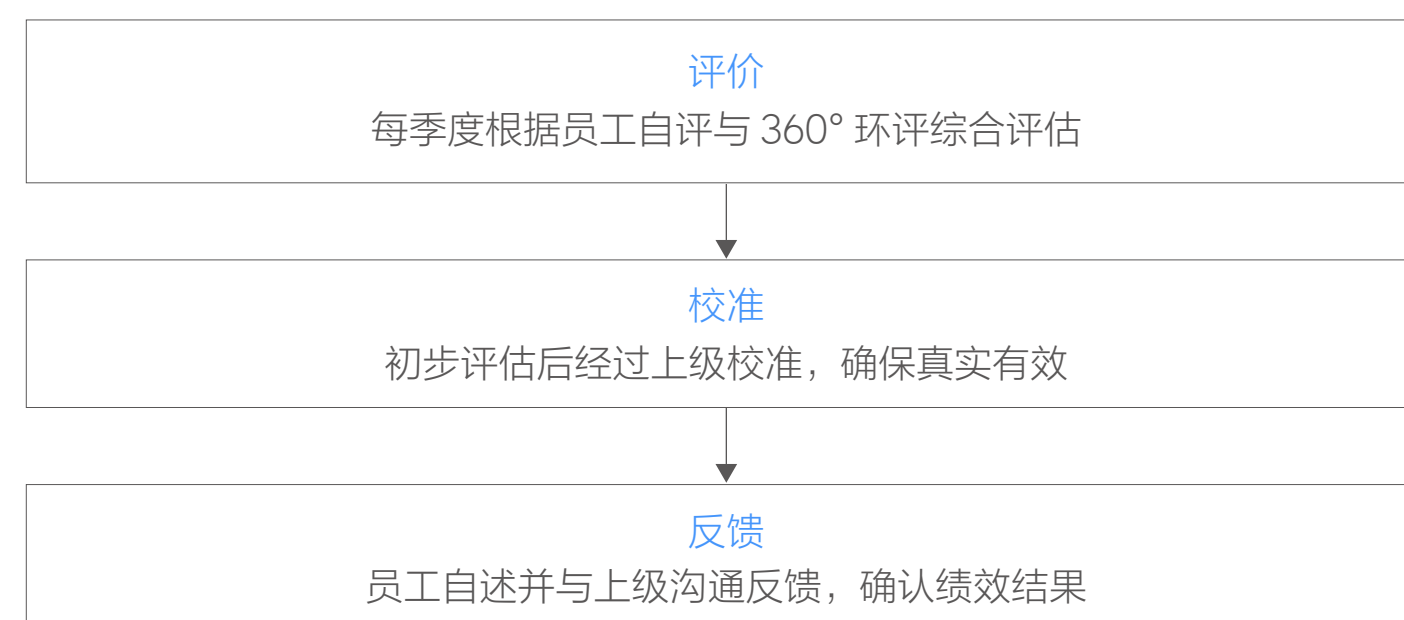 评价
每季度根据员工自评与 360° 环评综合评估
校准
初步评估后经过上级校准，确保真实有效
反馈
员工自述并与上级沟通反馈，确认绩效结果